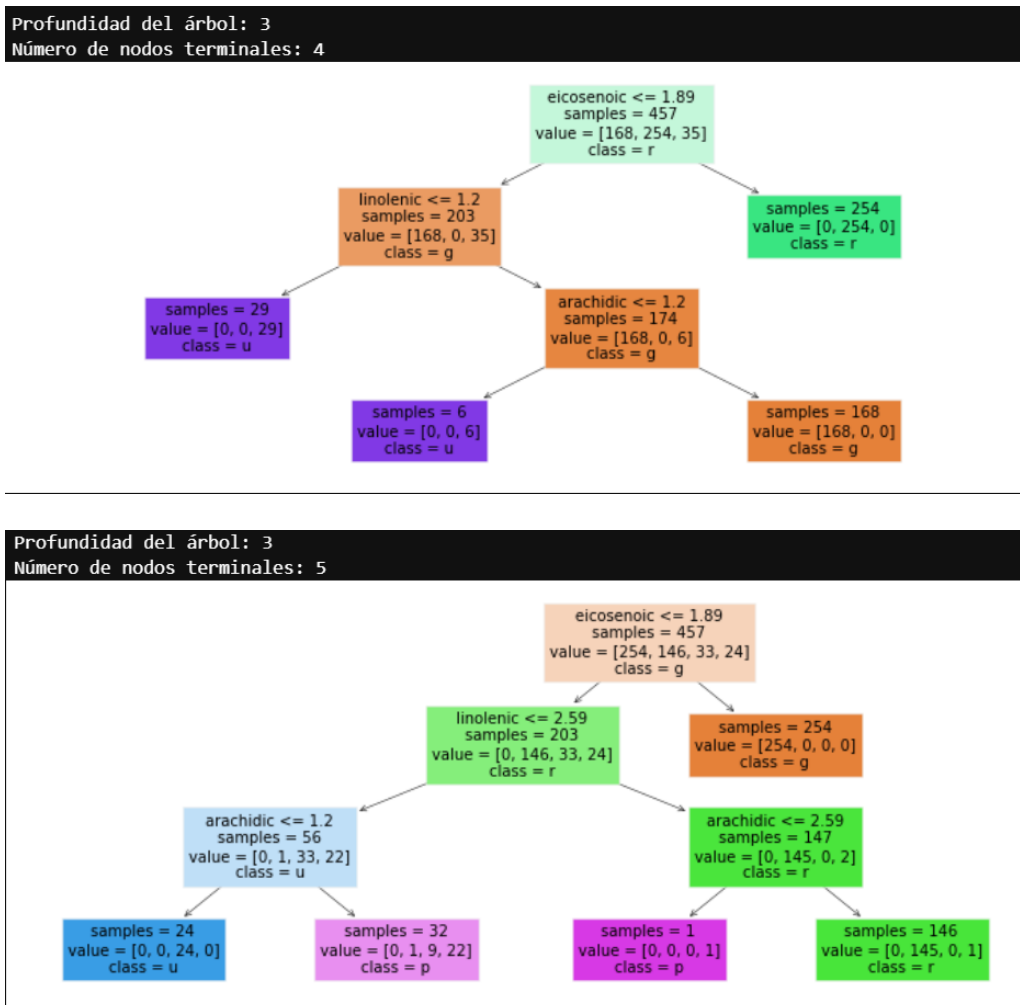 Profundidad del árbol: 3
Número de nodos terminales: 4
eicosenoic <= 1.89
samples = 457
value = [168, 254, 35]
class = r
linolenic <= 1.2
samples = 203
value = [168, 0, 35]
class = g
samples = 254
value = [0, 254, 0]
class = r
samples = 29
value = [0, 0, 29]
class = u
arachidic <= 1.2
samples = 174
value = [168, 0, 6]
class = g
samples = 6
value = [0, 0, 6]
class = u
samples = 168
value = [168, 0, 0]
class = g
Profundidad del árbol: 3
Número de nodos terminales: 5
eicosenoic <= 1.89
samples = 457
value = [254, 146, 33, 24]
class = g
linolenic <= 2.59
samples = 203
value = [0, 146, 33, 24]
class = r
samples = 254
value = [254, 0, 0, 0]
class = g
arachidic <= 1.2
samples = 56
value = [0, 1, 33, 22]
class = u
arachidic <= 2.59
samples = 147
value = [0, 145, 0, 2]
class = r
samples = 24
value = [0, 0, 24, 0]
class = u
samples = 32
value = [0, 1, 9, 22]
class = p
samples = 1
value = [0, 0, 0, 1]
class = p
samples = 146
value = [0, 145, 0, 1]
class = r